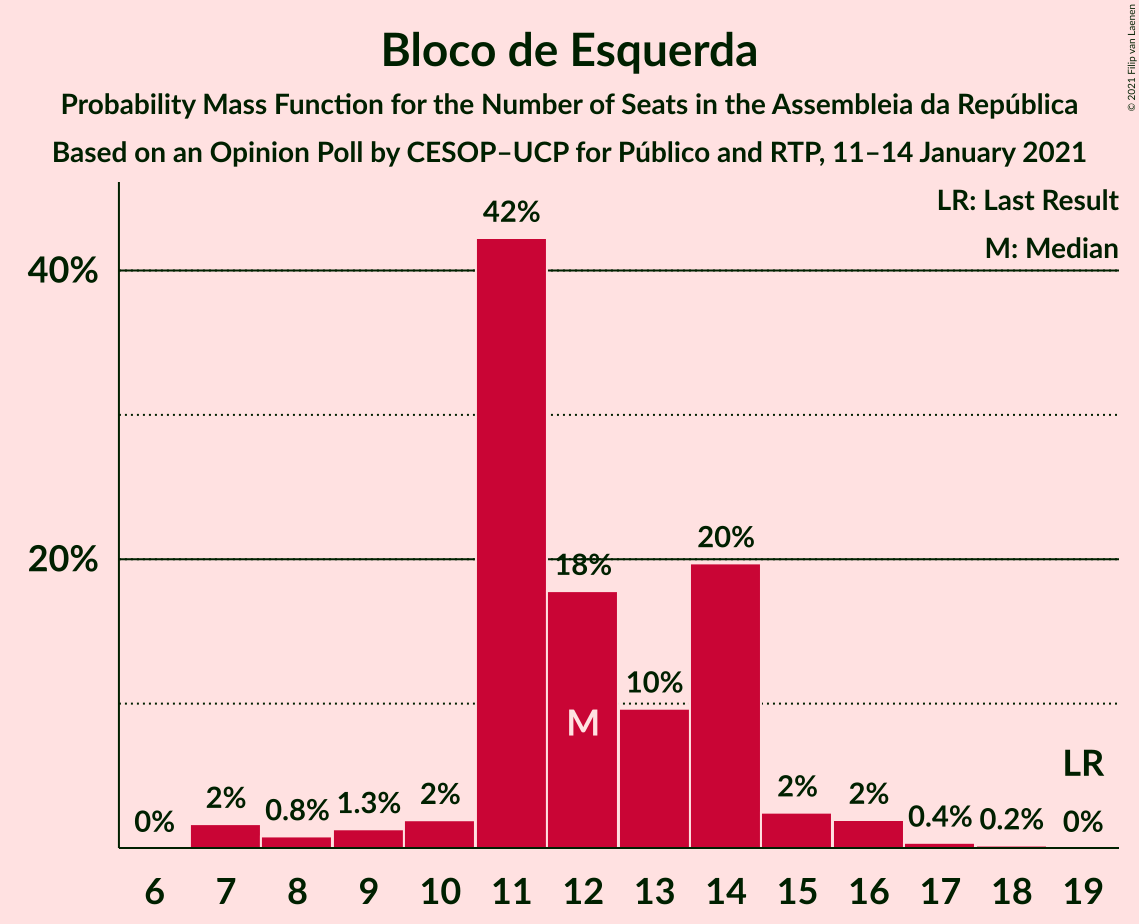 Bloco de Esquerda
Probability Mass Function for the Number of Seats in the Assembleia da República
Based on an Opinion Poll by CESOP–UCP for Público and RTP, 11–14 January 2021
© 2021 Filip van Laenen
LR: Last Result
M: Median
40%
20%
0%
2%
0.8%
1.3%
2%
42%
18%
10%
20%
2%
2%
0.4%
0.2%
0%
M
LR
6 7 8 9 10 11 12 13 14 15 16 17 18 19